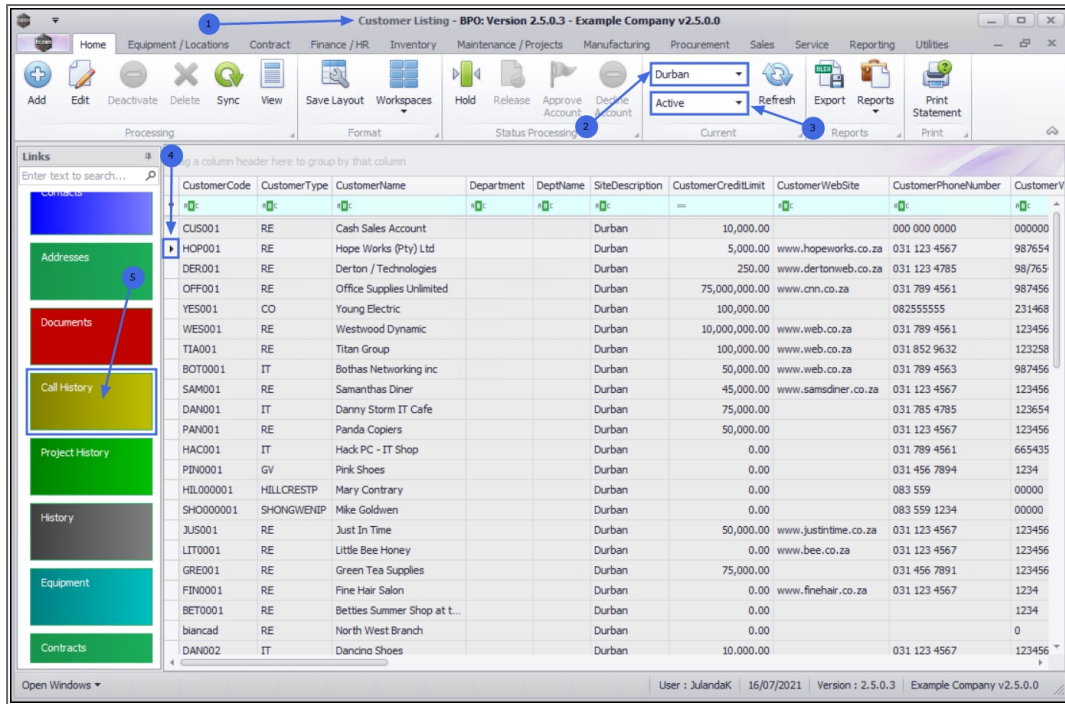 1
Customer Listing - BPO: Version 2.5.0.3 - Example Company v2.5.0.0
Home Equipment / Locations Contract Finance / HR Inventory Maintenance / Projects Manufacturing Procurement Sales Service Reporting Utilities
Add Edit Deactivate Delete Sync View Save Layout Workspaces Hold Release Approve Account Decline Account Durban Active Refresh Export Reports Print Statement
2 3
Processing Format Status Processing Current Reports Print
Links
4
a column header here to group by that column
Enter text to search...
CustomerCode CustomerType CustomerName Department DeptName SiteDescription CustomerCreditLimit CustomerWebSite CustomerPhoneNumber CustomerV
CUS001 RE Cash Sales Account Durban 10,000.00 000 000 0000 000000
HOP001 RE Hope Works (Pty) Ltd Durban 5,000.00 www.hopeworks.co.za 031 123 4567 987654
DER001 RE Derton / Technologies Durban 250.00 www.dertonweb.co.za 031 123 4785 98/765-
OFF001 RE Office Supplies Unlimited Durban 75,000,000.00 www.cnn.co.za 031 789 4561 987456
YES001 CO Young Electric Durban 100,000.00 082555555 231468
WES001 RE Westwood Dynamic Durban 10,000,000.00 www.web.co.za 031 789 4561 123456
TIA001 RE Titan Group Durban 100,000.00 www.web.co.za 031 852 9632 123258
BOT0001 IT Bothas Networking inc Durban 50,000.00 www.web.co.za 031 789 4563 987456
SAM001 RE Samanthas Diner Durban 45,000.00 www.samsdiner.co.za 031 123 4567 123456
DAN001 IT Danny Storm IT Cafe Durban 75,000.00 031 785 4785 123654
PAN001 RE Panda Copiers Durban 50,000.00 031 123 4567 123456
HAC001 IT Hack PC - IT Shop Durban 0.00 031 789 4561 665435
PIN0001 GV Pink Shoes Durban 0.00 031 456 7894 1234
HIL000001 HILLCRESTP Mary Contrary Durban 0.00 083 559 00000
SHO000001 SHONGWENIP Mike Goldwen Durban 0.00 083 559 1234 00000
JUS001 RE Just In Time Durban 50,000.00 www.justintime.co.za 031 123 4567 123456
LIT0001 RE Little Bee Honey Durban 0.00 www.bee.co.za 031 123 4567 123456
GRE001 RE Green Tea Supplies Durban 75,000.00 031 456 7891 123456
FIN0001 RE Fine Hair Salon Durban 0.00 www.finehair.co.za 031 123 4567 1234
BET0001 RE Betties Summer Shop at t... Durban 0.00 1234
biancad RE North West Branch Durban 0.00 0
DAN002 IT Dancing Shoes Durban 10,000.00 031 123 4567 123456
Contacts
Addresses
5
Documents
Call History
Project History
History
Equipment
Contracts
Open Windows User : JulandaK 16/07/2021 Version : 2.5.0.3 Example Company v2.5.0.0